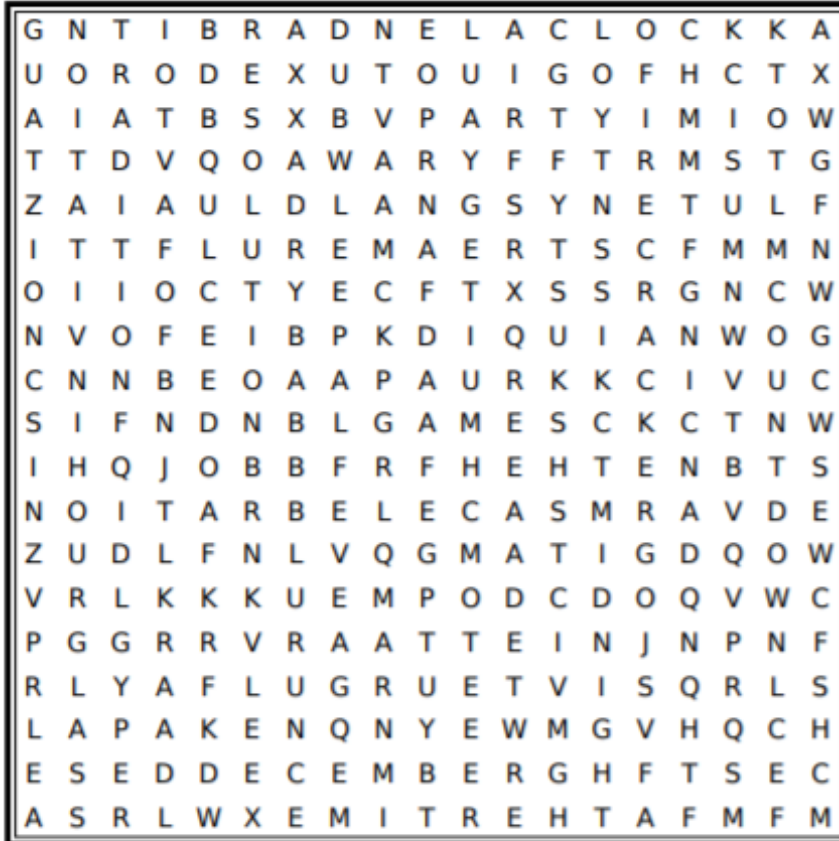 G N T I B R A D N E L A C L O C K K A
U O R O D E X U T O U I G O F H C T X
A I A T B S X B V P A R T Y I M I O W
T T D V Q O A W A R Y F F T R M S T G
Z A I A U L D L A N G S Y N E T U L F
I T T F L U R E M A E R T S C F M M N
O I I O C T Y E C F T X S S R G N C W
N V O F E I B P K D I Q U I A N W O G
C N N B E O A A P A U R K K C I V U C
S I F N D N B L G A M E S C K C T N W
I H Q J O B B F R F H E H T E N B T S
N O I T A R B E L E C A S M R A V D E
Z U D L F N L V Q G M A T I G D Q O W
V R L K K K U E M P O D C D O Q V W C
P G G R R V R A A T T E I N J N P N F
R L Y A F L U G R U E T V I S Q R L S
L A P A K E N Q N Y E W M G V H Q C H
E S E D D E C E M B E R G H F T S E C
A S R L W X E M I T R E H T A F M F M